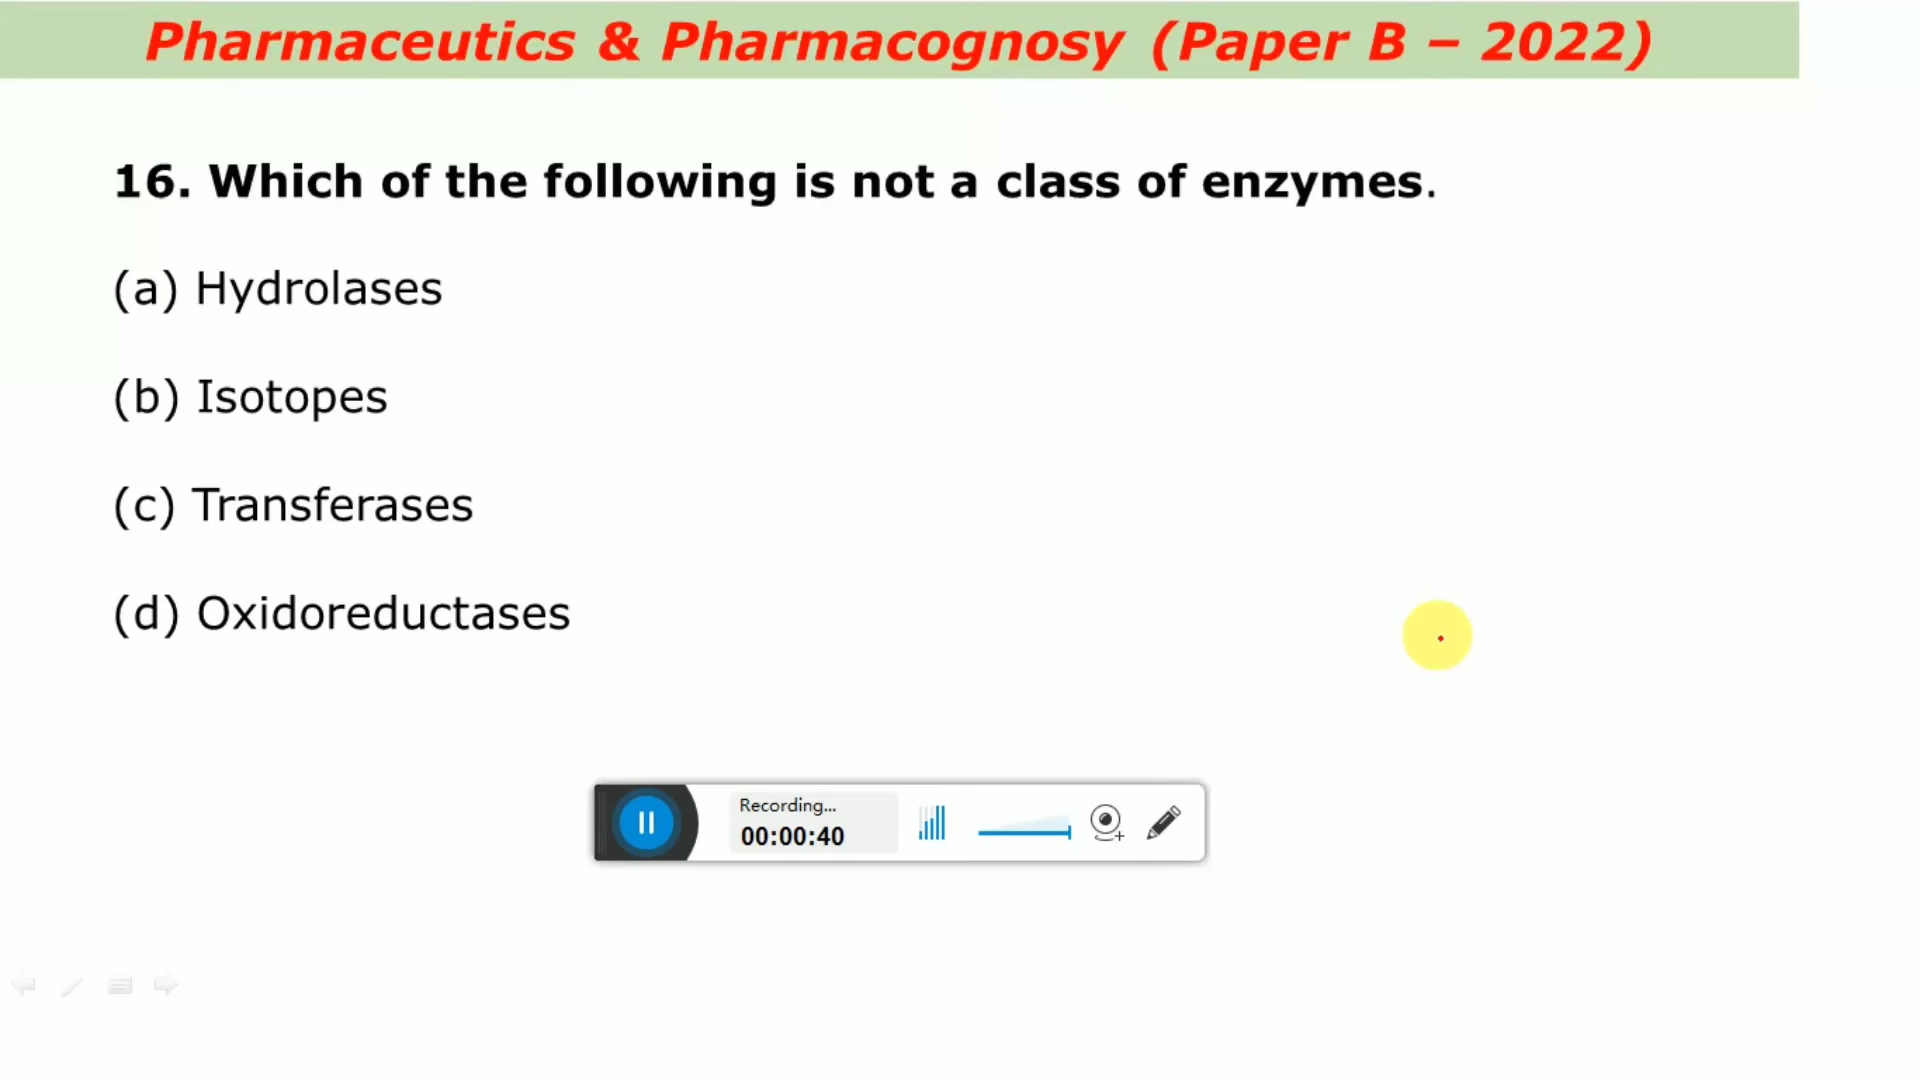 Pharmaceutics & Pharmacognosy (Paper B – 2022)
16. Which of the following is not a class of enzymes.
(a) Hydrolases
(b) Isotopes
(c) Transferases
(d) Oxidoreductases
Recording...
00:00:40